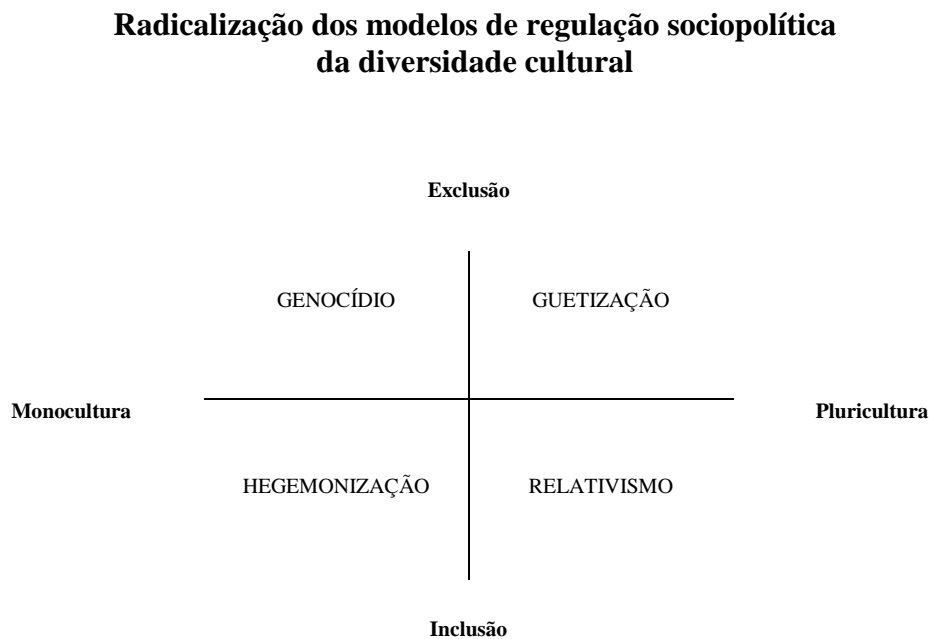 Radicalização dos modelos de regulação sociopolítica
da diversidade cultural
Exclusão
GENOCÍDIO
GUETIZAÇÃO
Monocultura
Pluricultura
HEGEMONIZAÇÃO
RELATIVISMO
Inclusão